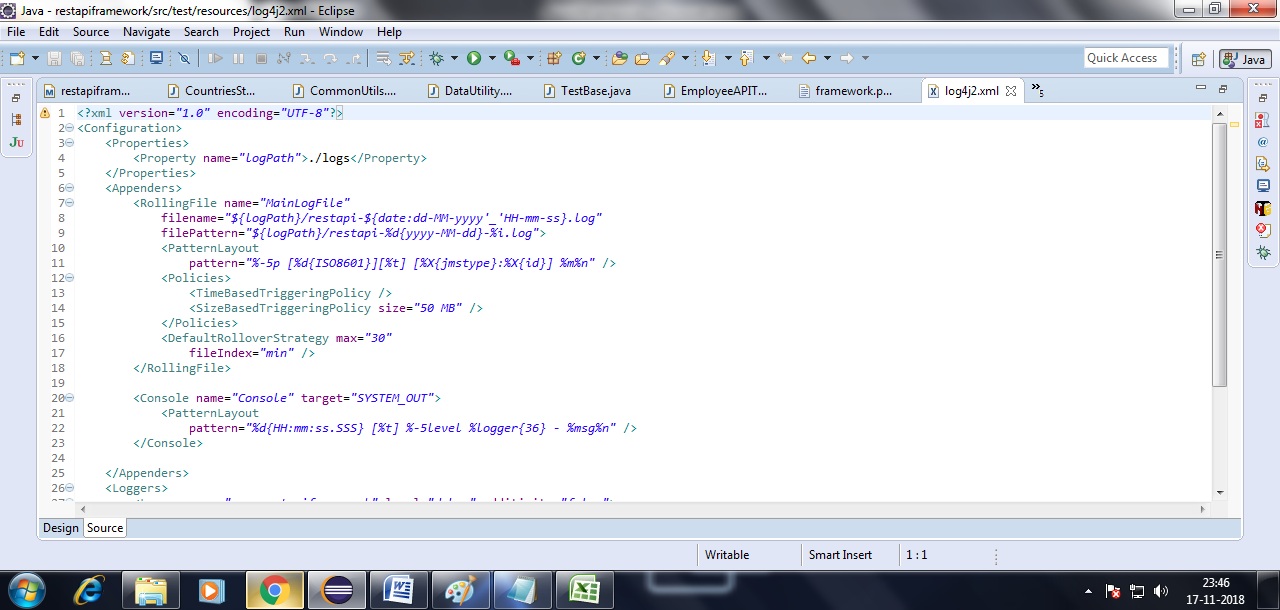 Java - restapiframework/src/test/resources/log4j2.xml - Eclipse
File Edit Source Navigate Search Project Run Window Help
Quick Access
Java
restapifram...
CountriesSt...
CommonUtils....
DataUtility....
TestBase.java
EmployeeAPIT...
framework.p...
log4j2.xml
»5
1 <?xml version="1.0" encoding="UTF-8"?>
2 <Configuration>
3 <Properties>
4 <Property name="logPath">./logs</Property>
5 </Properties>
6 <Appenders>
7 <RollingFile name="MainLogFile"
8 filename="${logPath}/restapi-${date:dd-MM-yyyy'_'HH-mm-ss}.log"
9 filePattern="${logPath}/restapi-%d{yyyy-MM-dd}-%i.log">
10 <PatternLayout
11 pattern="%-5p [%d{ISO8601}][%t] [%X{jmstype}:%X{id}] %m%n" />
12 <Policies>
13 <TimeBasedTriggeringPolicy />
14 <SizeBasedTriggeringPolicy size="50 MB" />
15 </Policies>
16 <DefaultRolloverStrategy max="30"
17 fileIndex="min" />
18 </RollingFile>
19
20 <Console name="Console" target="SYSTEM_OUT">
21 <PatternLayout
22 pattern="%d{HH:mm:ss.SSS} [%t] %-5level %logger{36} - %msg%n" />
23 </Console>
24
25 </Appenders>
26 <Loggers>
Design Source
Writable Smart Insert 1 : 1
23:46
17-11-2018